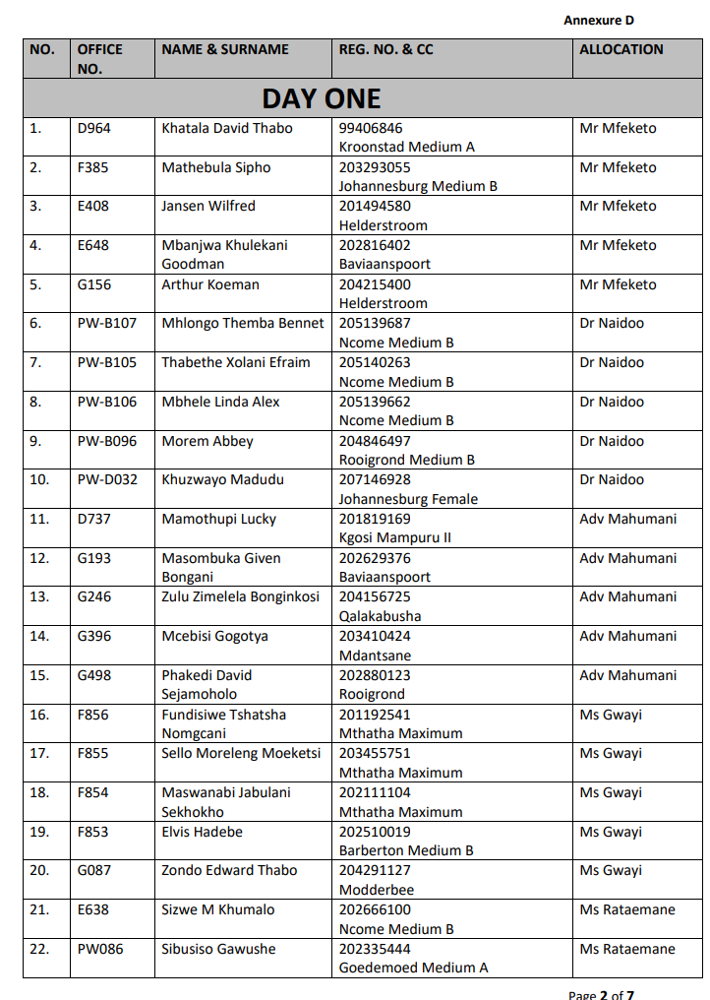 Annexure D
NO. OFFICE NO. NAME & SURNAME REG. NO. & CC ALLOCATION
DAY ONE
1. D964 Khatala David Thabo 99406846 Mr Mfeketo
Kroonstad Medium A
2. F385 Mathebula Sipho 203293055 Mr Mfeketo
Johannesburg Medium B
3. E408 Jansen Wilfred 201494580 Mr Mfeketo
Helderstroom
4. E648 Mbanjwa Khulekani 202816402 Mr Mfeketo
Goodman Baviaanspoort
5. G156 Arthur Koeman 204215400 Mr Mfeketo
Helderstroom
6. PW-B107 Mhlongo Themba Bennet 205139687 Dr Naidoo
Ncome Medium B
7. PW-B105 Thabethe Xolani Efraim 205140263 Dr Naidoo
Ncome Medium B
8. PW-B106 Mbhele Linda Alex 205139662 Dr Naidoo
Ncome Medium B
9. PW-B096 Morem Abbey 204846497 Dr Naidoo
Rooigrond Medium B
10. PW-D032 Khuzwayo Madudu 207146928 Dr Naidoo
Johannesburg Female
11. D737 Mamothupi Lucky 201819169 Adv Mahumani
Kgosi Mampuru II
12. G193 Masombuka Given 202629376 Adv Mahumani
Bongani Baviaanspoort
13. G246 Zulu Zimelela Bonginkosi 204156725 Adv Mahumani
Qalakabusha
14. G396 Mcebisi Gogotya 203410424 Adv Mahumani
Mdantsane
15. G498 Phakedi David 202880123 Adv Mahumani
Sejamoholo Rooigrond
16. F856 Fundisiwe Tshatsha 201192541 Ms Gwayi
Nomgcani Mthatha Maximum
17. F855 Sello Moreleng Moeketsi 203455751 Ms Gwayi
Mthatha Maximum
18. F854 Maswanabi Jabulani 202111104 Ms Gwayi
Sekhokho Mthatha Maximum
19. F853 Elvis Hadebe 202510019 Ms Gwayi
Barberton Medium B
20. G087 Zondo Edward Thabo 204291127 Ms Gwayi
Modderbee
21. E638 Sizwe M Khumalo 202666100 Ms Rataemane
Ncome Medium B
22. PW086 Sibusiso Gawushe 202335444 Ms Rataemane
Goedemoed Medium A
Page 2 of 7